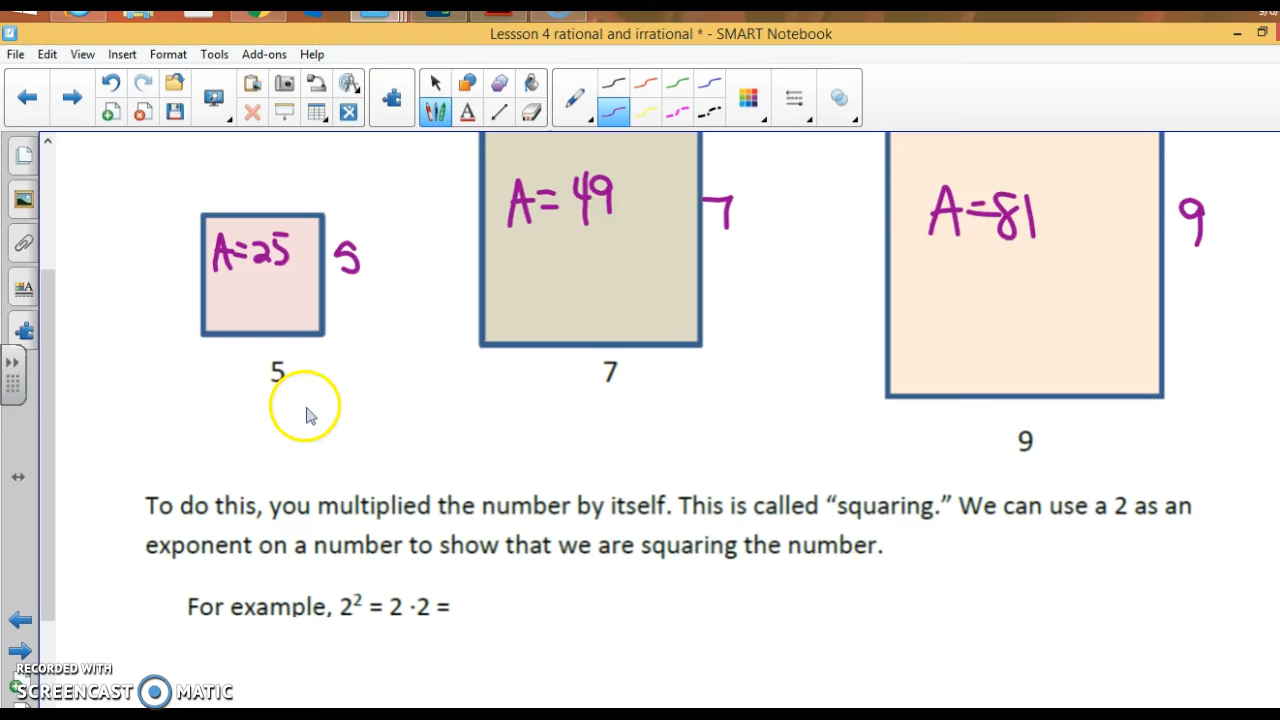 Lessson 4 rational and irrational * - SMART Notebook
File Edit View Insert Format Tools Add-ons Help
A=25 5
A=49 7
A=81 9
5
7
9
To do this, you multiplied the number by itself. This is called “squaring.” We can use a 2 as an
exponent on a number to show that we are squaring the number.
For example, 2² = 2 ·2 =
RECORDED WITH
SCREENCAST MATIC